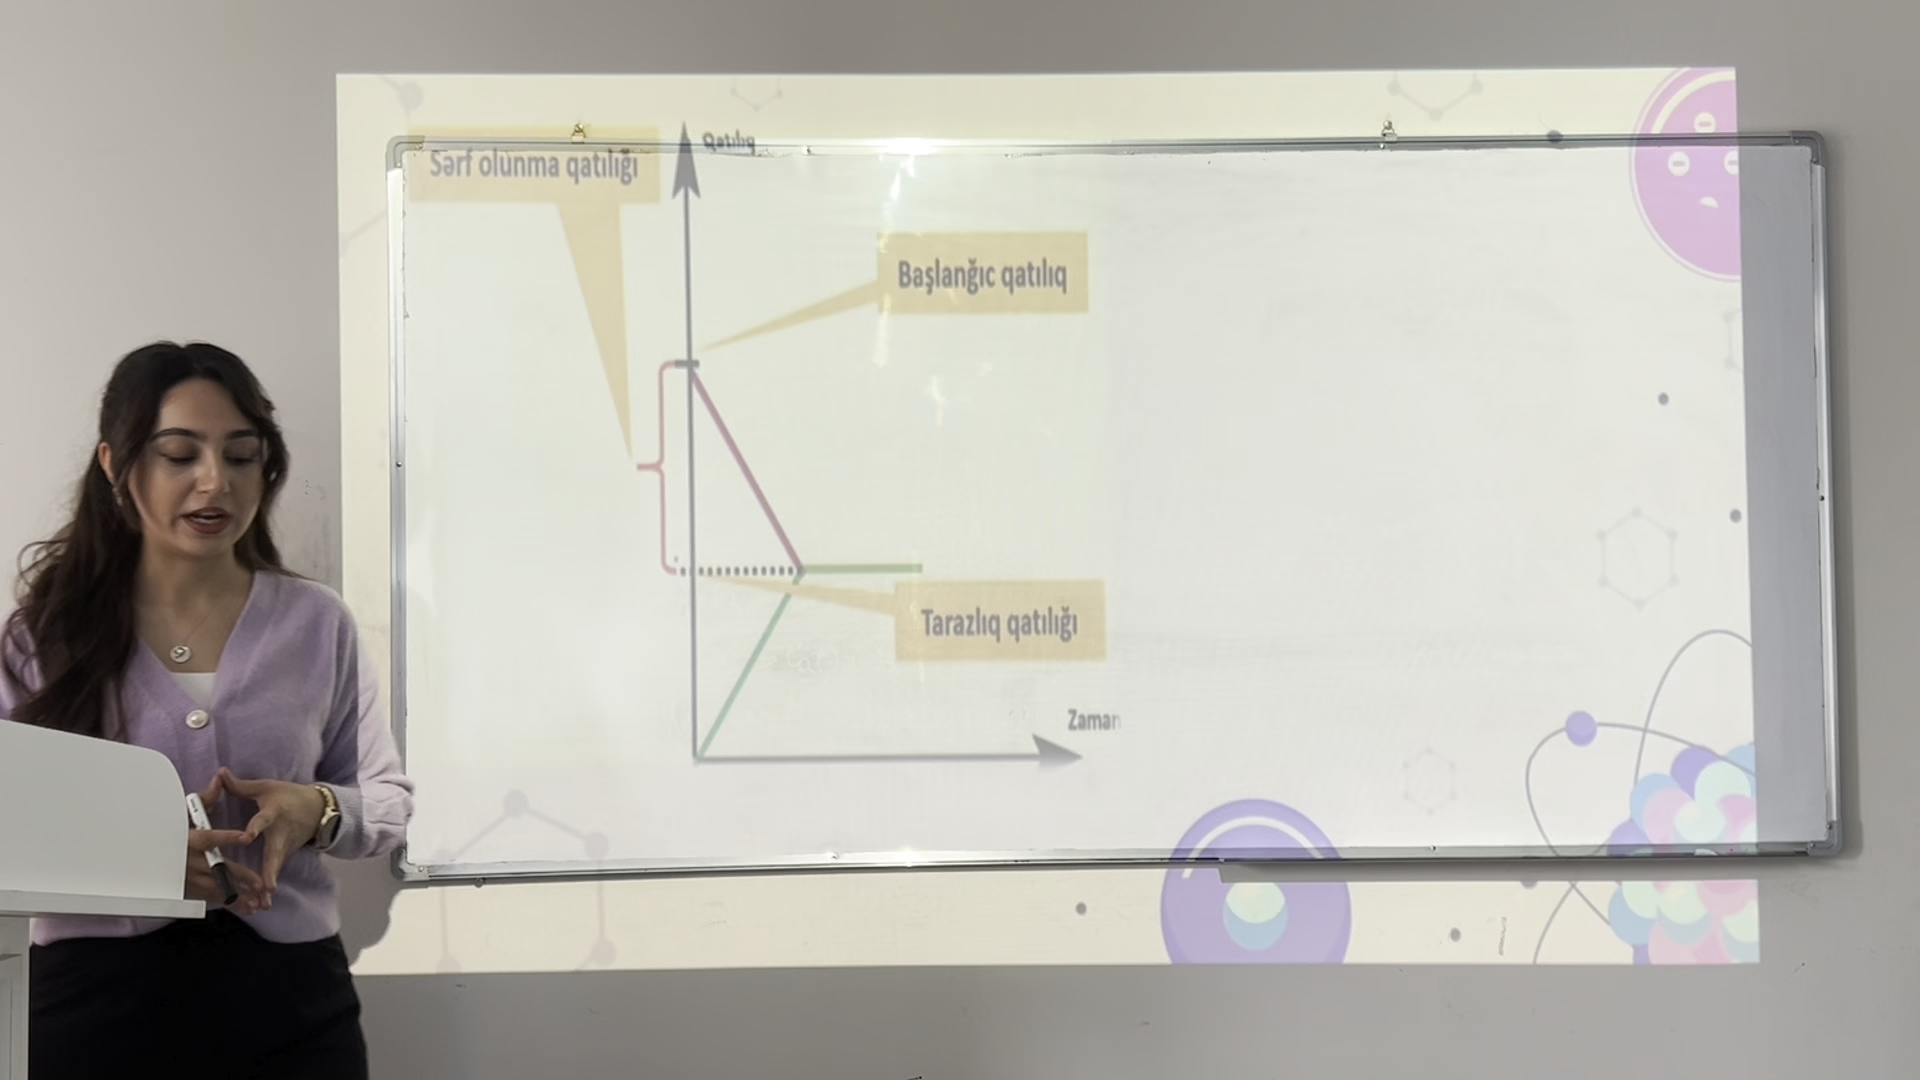 Qatılıq
Sərf olunma qatılığı
Başlanğıc qatılıq
Tarazlıq qatılığı
Zaman